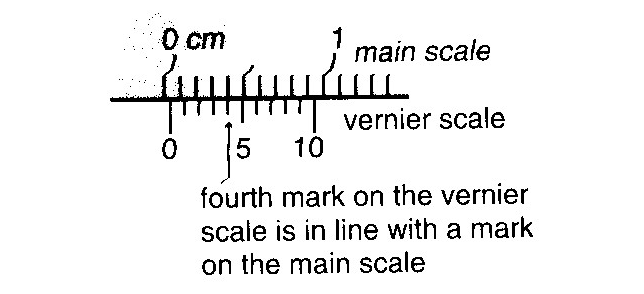 0 cm
1
main scale
vernier scale
0
5
10
fourth mark on the vernier
scale is in line with a mark
on the main scale